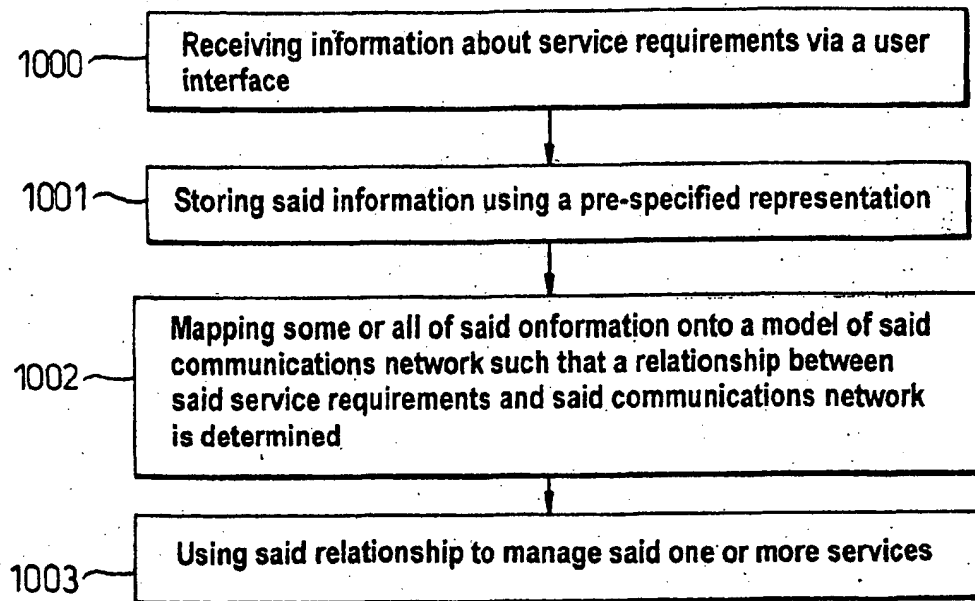 1000
Receiving information about service requirements via a user
interface
1001
Storing said information using a pre-specified representation
1002
Mapping some or all of said onformation onto a model of said
communications network such that a relationship between
said service requirements and said communications network
is determined
1003
Using said relationship to manage said one or more services